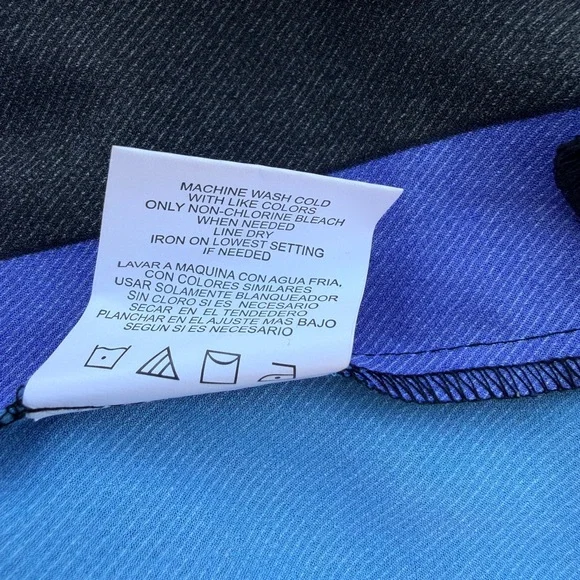 MACHINE WASH COLD
WITH LIKE COLORS
ONLY NON-CHLORINE BLEACH
WHEN NEEDED
LINE DRY
IRON ON LOWEST SETTING
IF NEEDED
LAVAR A MAQUINA CON AGUA FRIA,
CON COLORES SIMILARES
USAR SOLAMENTE BLANQUEADOR
SIN CLORO SI ES NECESARIO
SECAR EN EL TENDEDERO
PLANCHAR EN EL AJUSTE MAS BAJO
SEGUN SI ES NECESARIO